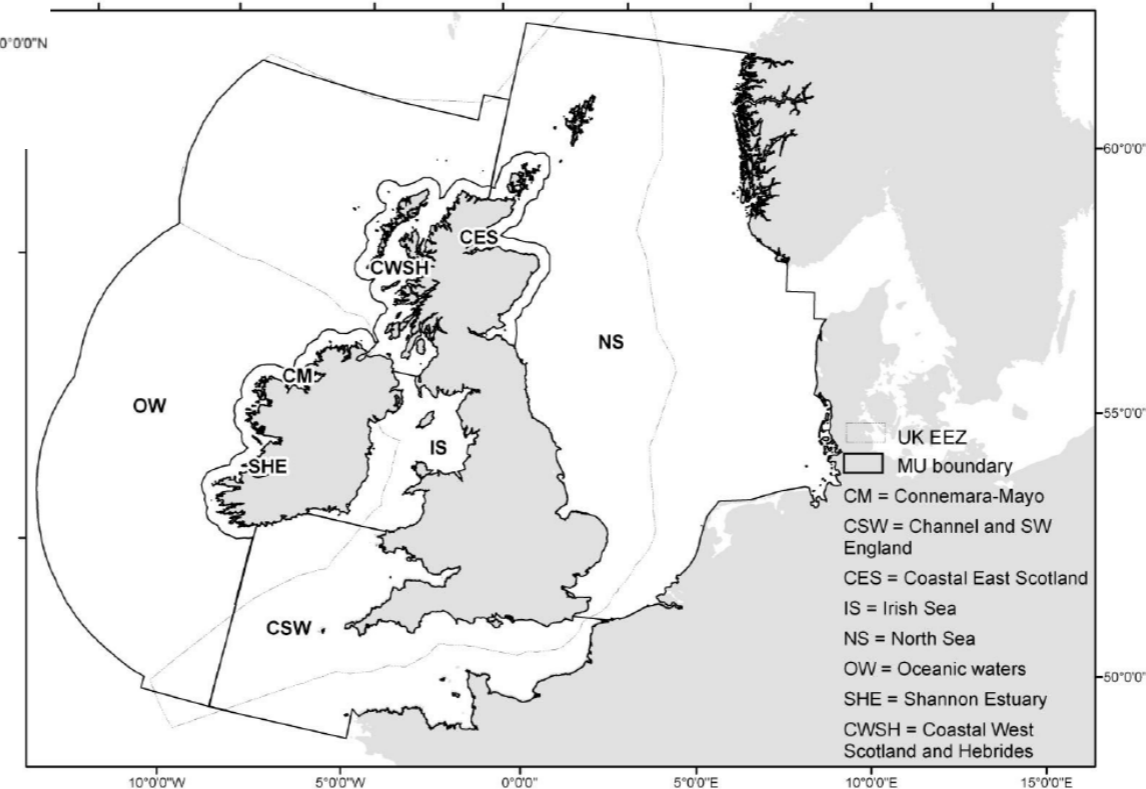 0°0'0"N
60°0'0"
CES
CWSH
NS
CM
OW
55°0'0"
UK EEZ
IS
SHE
MU boundary
CM = Connemara-Mayo
CSW = Channel and SW
England
CES = Coastal East Scotland
IS = Irish Sea
CSW
NS = North Sea
OW = Oceanic waters
50°0'0"
SHE = Shannon Estuary
CWSH = Coastal West
Scotland and Hebrides
10°0'0"W
5°0'0"W
0°0'0"
5°0'0"E
10°0'0"E
15°0'0"E